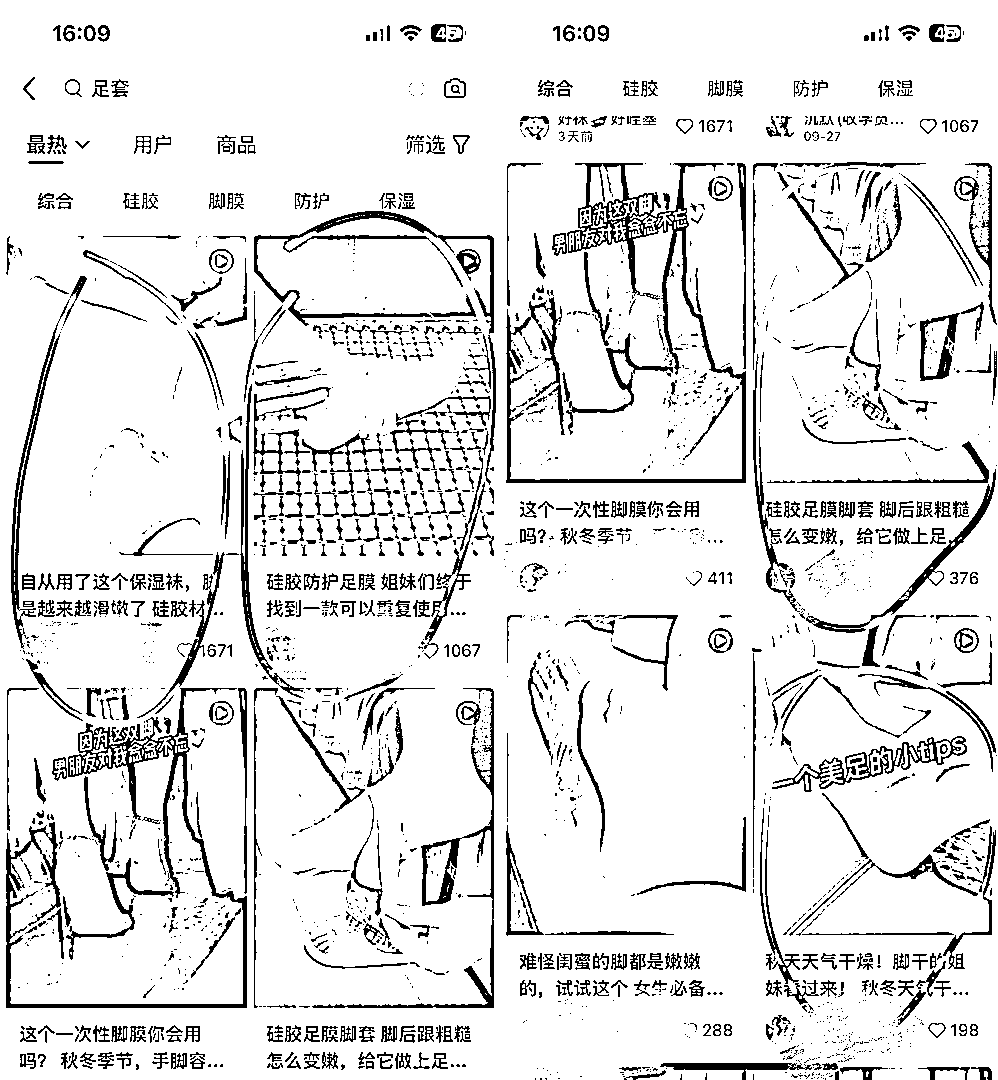 16:09
45
足套
最热
用户
商品
筛选
综合
硅胶
脚膜
防护
保湿
自从用了这个保湿袜,
是越来越滑嫩了 硅胶材...
1671
硅胶防护足膜 姐妹们终于
找到一款可以重复使用...
1067
因为这双脚
男朋友对我念念不忘
这个一次性脚膜你会用
吗? 秋冬季节,手脚容...
硅胶足膜脚套 脚后跟粗糙
怎么变嫩,给它做上足...
16:09
45
综合
硅胶
脚膜
防护
保湿
3天前
1671
09-27
1067
因为这双脚
男朋友对我念念不忘
这个一次性脚膜你会用
吗? 秋冬季节
411
硅胶足膜脚套 脚后跟粗糙
怎么变嫩,给它做上足...
376
难怪闺蜜的脚都是嫩嫩
的,试试这个 女生必备...
288
一个美足的小tips
秋天天气干燥!脚干的姐
妹看过来! 秋冬天气干...
198